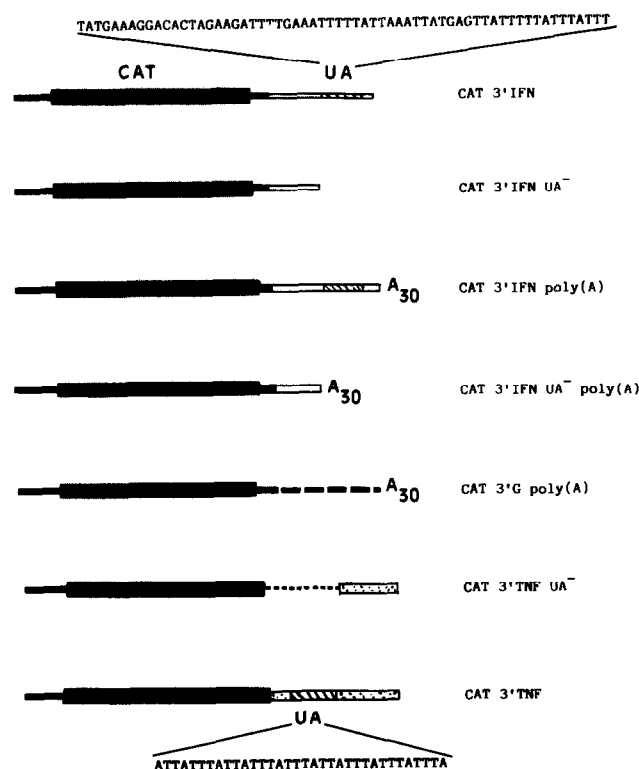 TATGAAAGGACACTAGAAGATTTTGAAATTTTTATTAAATTATGAGTTATTTTTATTTATTT
CAT UA
CAT 3'IFN
CAT 3'IFN UA⁻
A₃₀ CAT 3'IFN poly(A)
A₃₀ CAT 3'IFN UA⁻ poly(A)
A₃₀ CAT 3'G poly(A)
CAT 3'TNF UA⁻
CAT 3'TNF
UA
ATTATTTATTATTTATTTATTATTTATTTATTTA